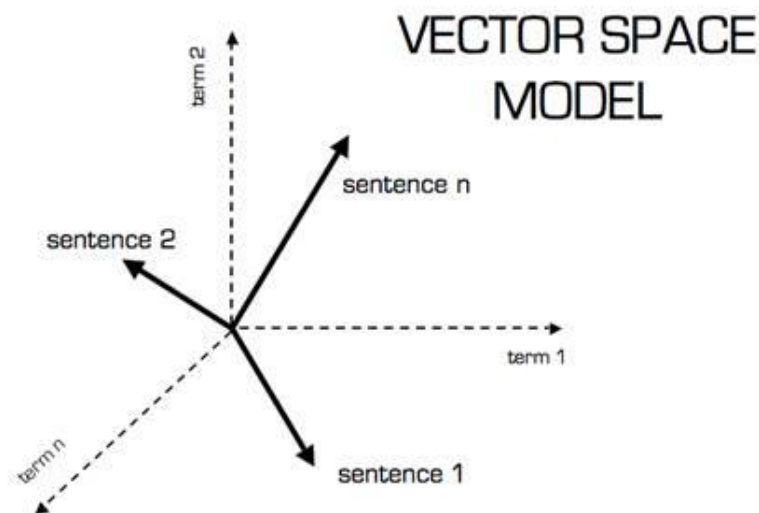 VECTOR SPACE
MODEL
term 2
sentence n
sentence 2
term 1
term n
sentence 1